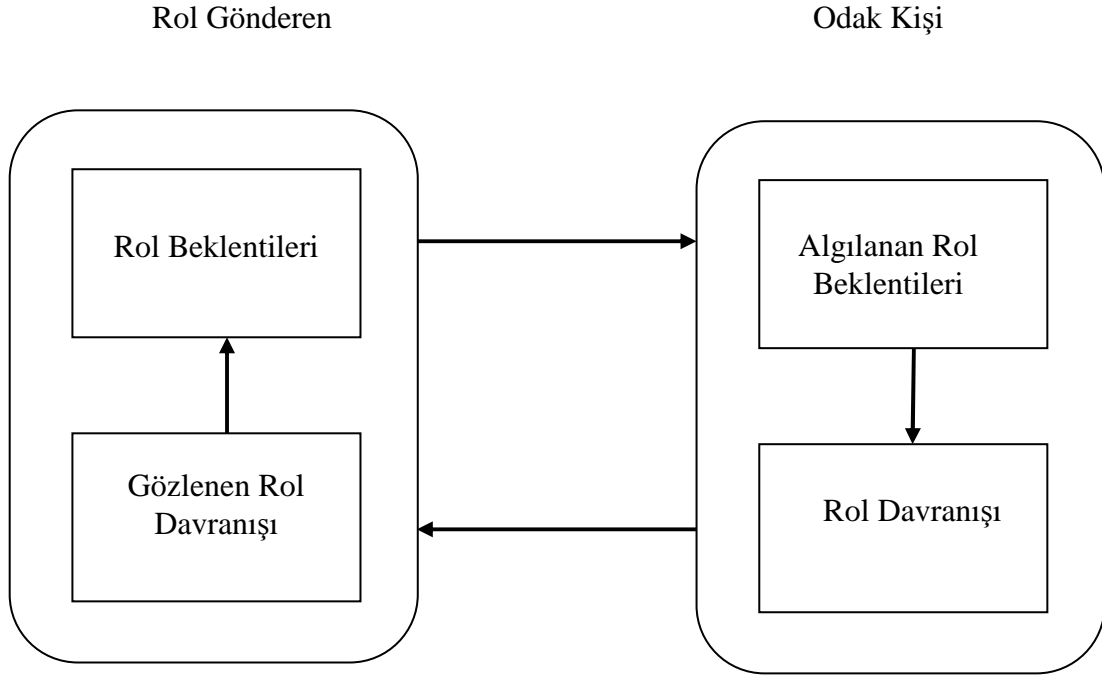 Rol Gönderen
Odak Kişi
Rol Beklentileri
Algılanan Rol
Beklentileri
Gözlenen Rol
Davranışı
Rol Davranışı